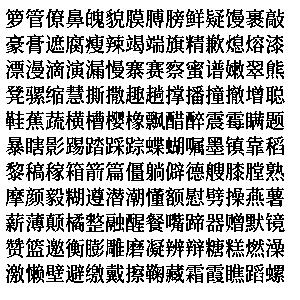 箩管僚鼻魄貌膜膊膀鲜疑馒裹敲
豪膏遮腐瘦辣竭端旗精歉熄熔漆
漂漫滴演漏慢寨赛察蜜谱嫩翠熊
凳骡缩慧撕撒趣趟撑播撞撤增聪
鞋蕉蔬横槽樱橡飘醋醉震霉瞒题
暴瞎影踢踏踩踪蝶蝴嘱墨镇靠稻
黎稿稼箱箭篇僵躺僻德艘膝膛熟
摩颜毅糊遵潜潮懂额慰劈操燕薯
薪薄颠橘整融醒餐嘴蹄器赠默镜
赞篮邀衡膨雕磨凝辨辩糖糕燃澡
激懒壁避缴戴擦鞠藏霜霞瞧蹈螺